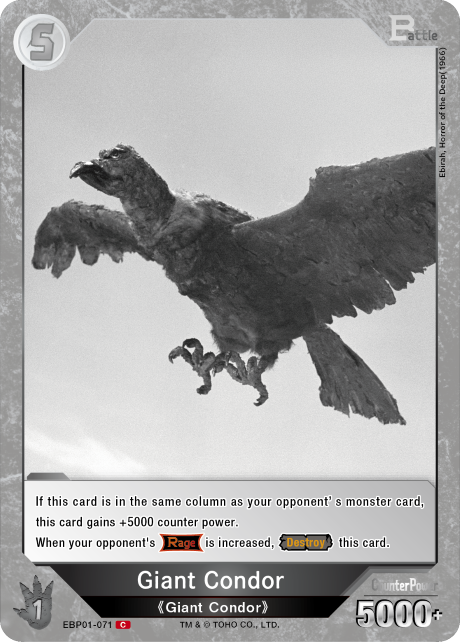 5
Battle
Ebirah, Horror of the Deep(1966)
If this card is in the same column as your opponent' s monster card,
this card gains +5000 counter power.
When your opponent's Rage is increased, Destroy this card.
Giant Condor
CounterPower
《Giant Condor》
1
5000+
EBP01-071 C TM & © TOHO CO., LTD.